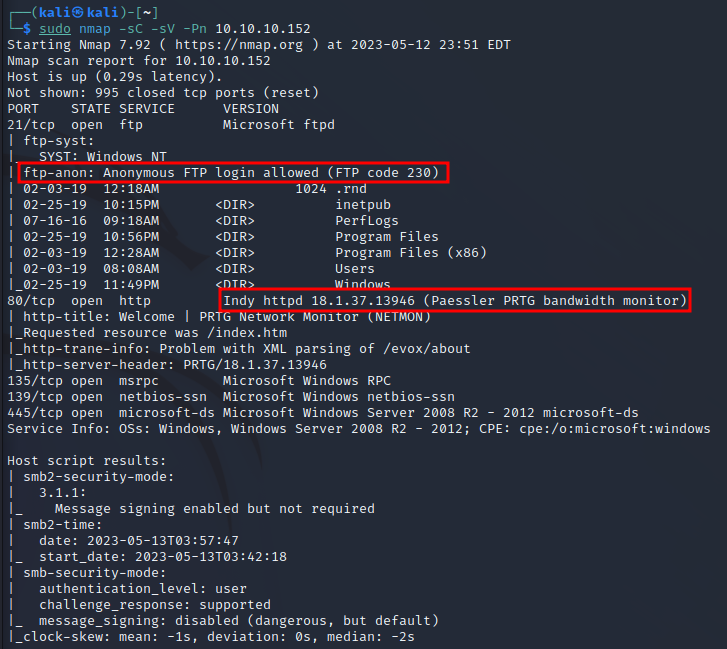 ┌──(kali㉿kali)-[~]
└─$ sudo nmap -sC -sV -Pn 10.10.10.152
Starting Nmap 7.92 ( https://nmap.org ) at 2023-05-12 23:51 EDT
Nmap scan report for 10.10.10.152
Host is up (0.29s latency).
Not shown: 995 closed tcp ports (reset)
PORT    STATE SERVICE      VERSION
21/tcp  open  ftp          Microsoft ftpd
| ftp-syst:
|_  SYST: Windows_NT
| ftp-anon: Anonymous FTP login allowed (FTP code 230)
| 02-03-19  12:18AM                 1024 .rnd
| 02-25-19  10:15PM       <DIR>          inetpub
| 07-16-16  09:18AM       <DIR>          PerfLogs
| 02-25-19  10:56PM       <DIR>          Program Files
| 02-03-19  12:28AM       <DIR>          Program Files (x86)
| 02-03-19  08:08AM       <DIR>          Users
|_02-25-19  11:49PM       <DIR>          Windows
80/tcp  open  http         Indy httpd 18.1.37.13946 (Paessler PRTG bandwidth monitor)
| http-title: Welcome | PRTG Network Monitor (NETMON)
|_Requested resource was /index.htm
|_http-trane-info: Problem with XML parsing of /evox/about
|_http-server-header: PRTG/18.1.37.13946
135/tcp open  msrpc        Microsoft Windows RPC
139/tcp open  netbios-ssn  Microsoft Windows netbios-ssn
445/tcp open  microsoft-ds Microsoft Windows Server 2008 R2 - 2012 microsoft-ds
Service Info: OSs: Windows, Windows Server 2008 R2 - 2012; CPE: cpe:/o:microsoft:windows
Host script results:
| smb2-security-mode:
|   3.1.1:
|_    Message signing enabled but not required
| smb2-time:
|   date: 2023-05-13T03:57:47
|_  start_date: 2023-05-13T03:42:18
| smb-security-mode:
|   authentication_level: user
|   challenge_response: supported
|_  message_signing: disabled (dangerous, but default)
|_clock-skew: mean: -1s, deviation: 0s, median: -2s